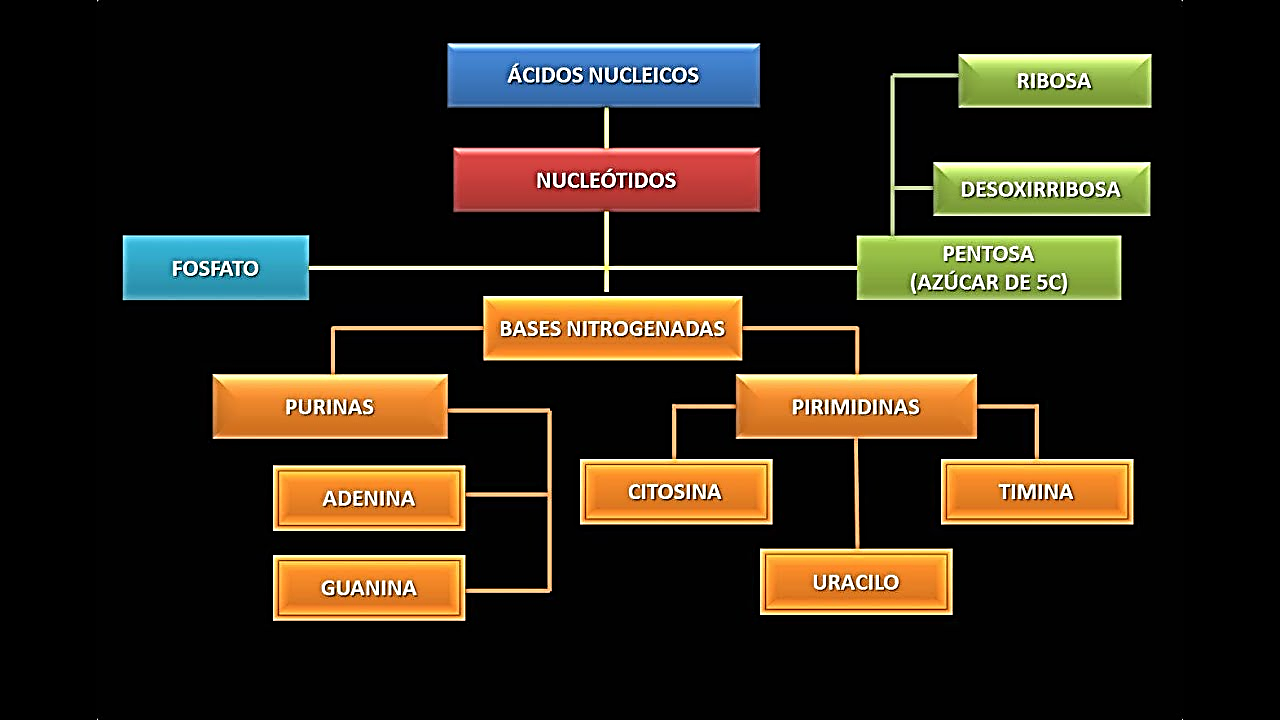 ÁCIDOS NUCLEICOS
RIBOSA
NUCLEÓTIDOS
DESOXIRRIBOSA
FOSFATO
PENTOSA
(AZÚCAR DE 5C)
BASES NITROGENADAS
PURINAS
PIRIMIDINAS
ADENINA
CITOSINA
TIMINA
GUANINA
URACILO